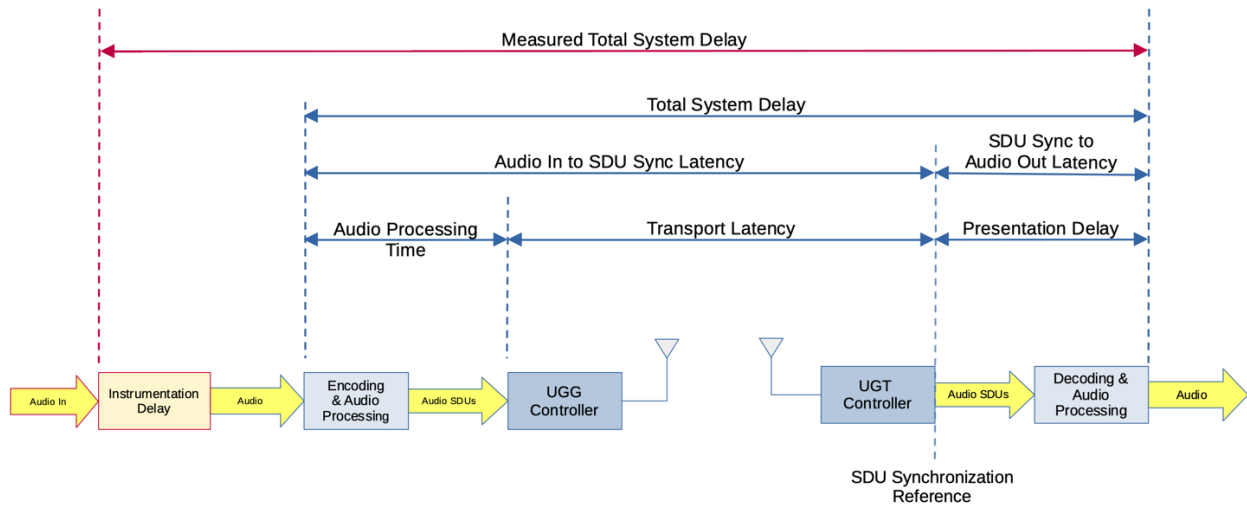 Measured Total System Delay
Total System Delay
SDU Sync to
Audio Out Latency
Audio In to SDU Sync Latency
Audio Processing
Time
Transport Latency
Presentation Delay
Audio In
Instrumentation
Delay
Audio
Encoding
& Audio
Processing
Audio SDUs
UGG
Controller
UGT
Controller
Audio SDUs
Decoding &
Audio
Processing
Audio
SDU Synchronization
Reference